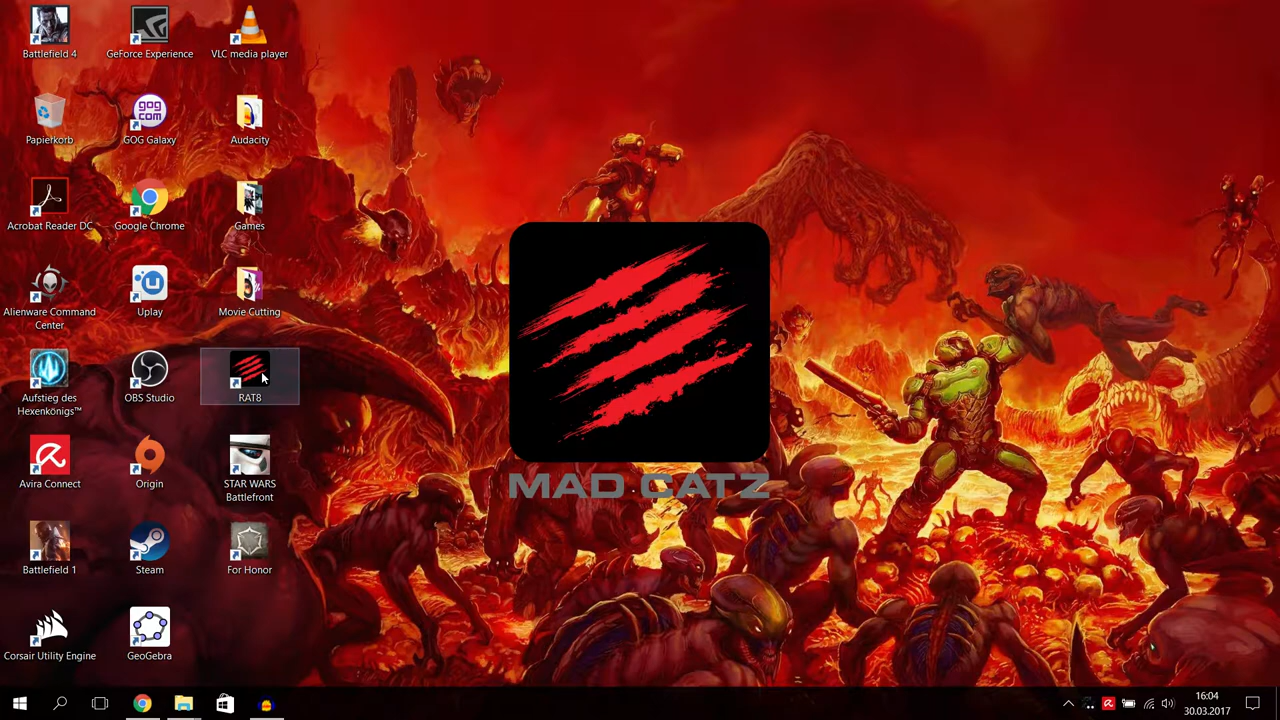 Battlefield 4
GeForce Experience
VLC media player
Papierkorb
gog
com
GOG Galaxy
Audacity
Acrobat Reader DC
Google Chrome
Games
Alienware Command
Center
Uplay
Movie Cutting
Aufstieg des
Hexenkönigs™
OBS Studio
RAT8
MAD CATZ
Avira Connect
Origin
STAR WARS
Battlefront
Battlefield 1
Steam
For Honor
Corsair Utility Engine
GeoGebra
16:04
30.03.2017